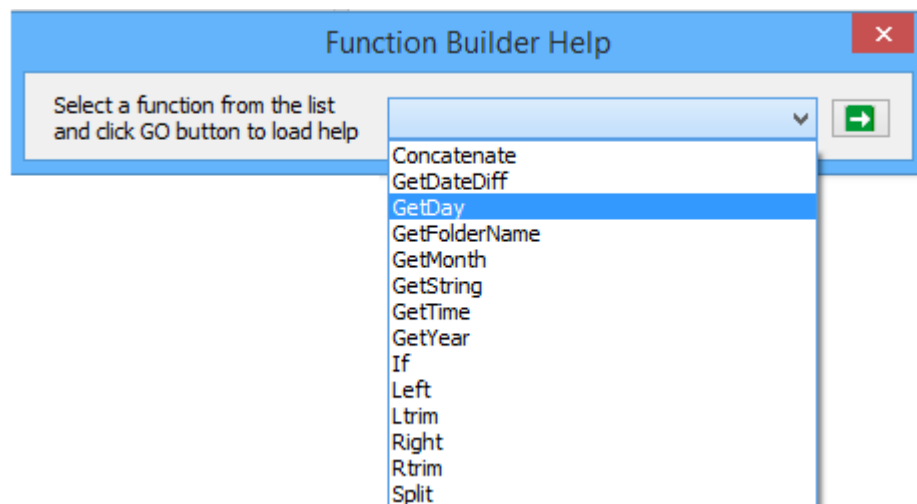 Function Builder Help
Select a function from the list
and click GO button to load help
Concatenate
GetDateDiff
GetDay
GetFolderName
GetMonth
GetString
GetTime
GetYear
If
Left
Ltrim
Right
Rtrim
Split